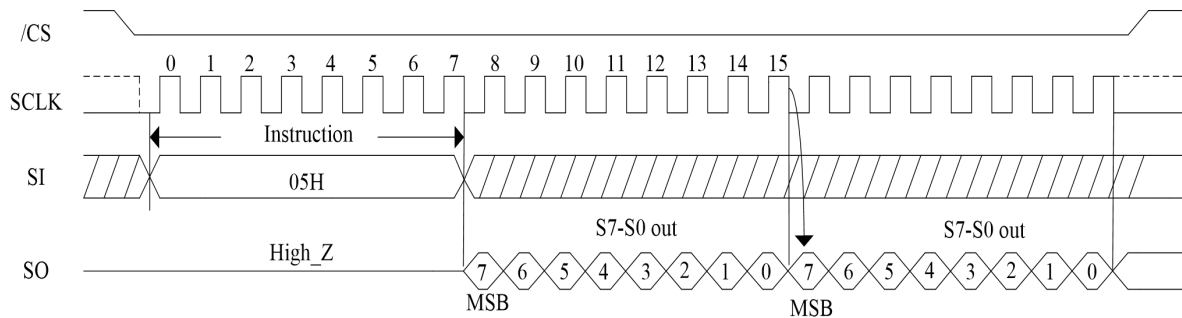 /CS
0 1 2 3 4 5 6 7 8 9 10 11 12 13 14 15
SCLK
Instruction
SI
05H
S7-S0 out S7-S0 out
High_Z
SO
7 6 5 4 3 2 1 0 7 6 5 4 3 2 1 0
MSB MSB